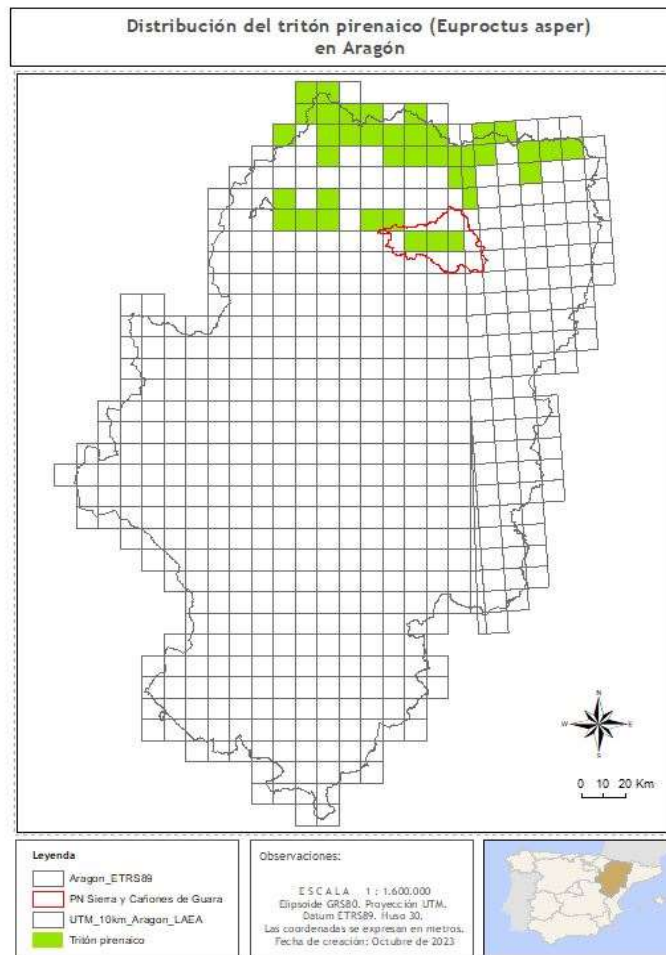 Distribución del tritón pirenaico (Euproctus asper)
en Aragón
N
W E
S
0 10 20 Km
Leyenda
Aragon_ETRS89
PN Sierra y Cañones de Guara
UTM_10km_Aragon_LAEA
Tritón pirenaico
Observaciones:
ESCALA 1 : 1.600.000
Elipsoide GRS80. Proyección UTM.
Datum ETRS89. Huso 30.
Las coordenadas se expresan en metros.
Fecha de creación: Octubre de 2023